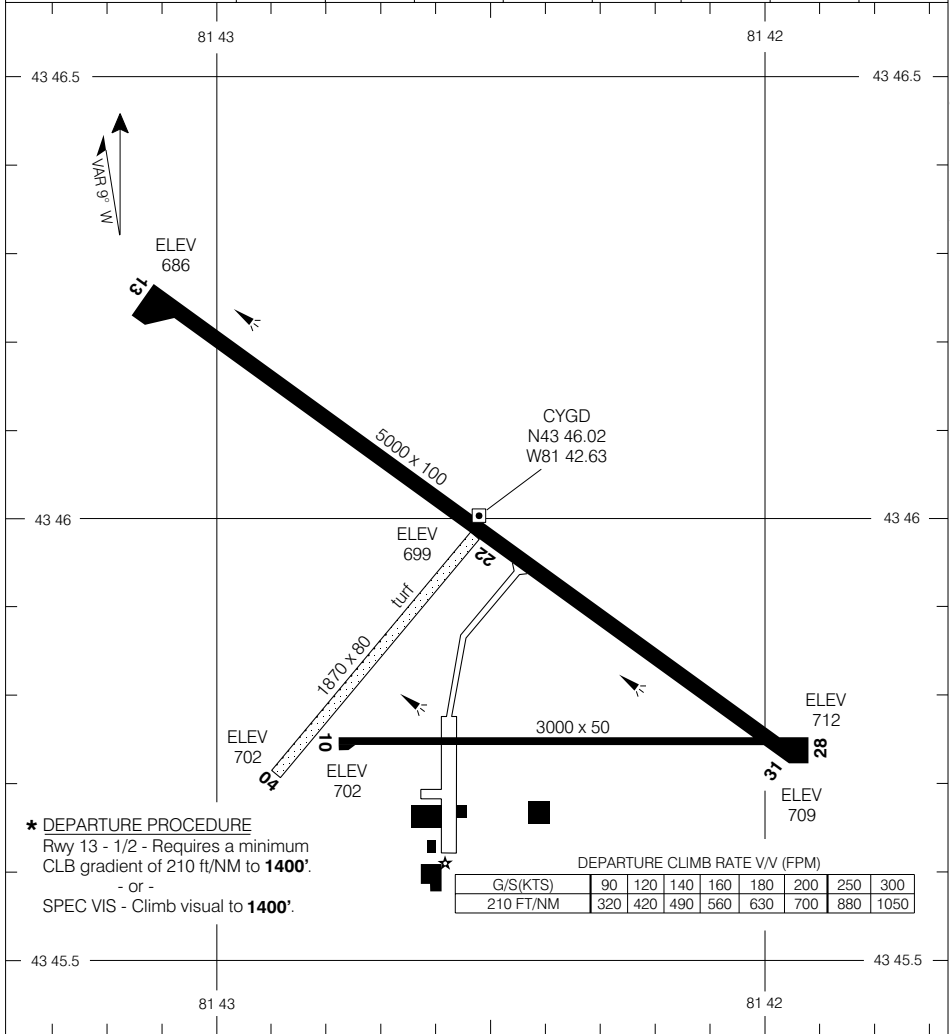 81 43
81 42
43 46.5
43 46.5
VAR 9° W
ELEV
686
13
CYGD
N43 46.02
W81 42.63
5000 x 100
43 46
43 46
ELEV
699
22
turf
1870 x 80
ELEV
712
3000 x 50
ELEV
702
10
28
04
ELEV
702
31
ELEV
709
* DEPARTURE PROCEDURE
Rwy 13 - 1/2 - Requires a minimum
CLB gradient of 210 ft/NM to 1400'.
- or -
SPEC VIS - Climb visual to 1400'.
DEPARTURE CLIMB RATE V/V (FPM)
G/S(KTS) 90 120 140 160 180 200 250 300
210 FT/NM 320 420 490 560 630 700 880 1050
43 45.5
43 45.5
81 43
81 42